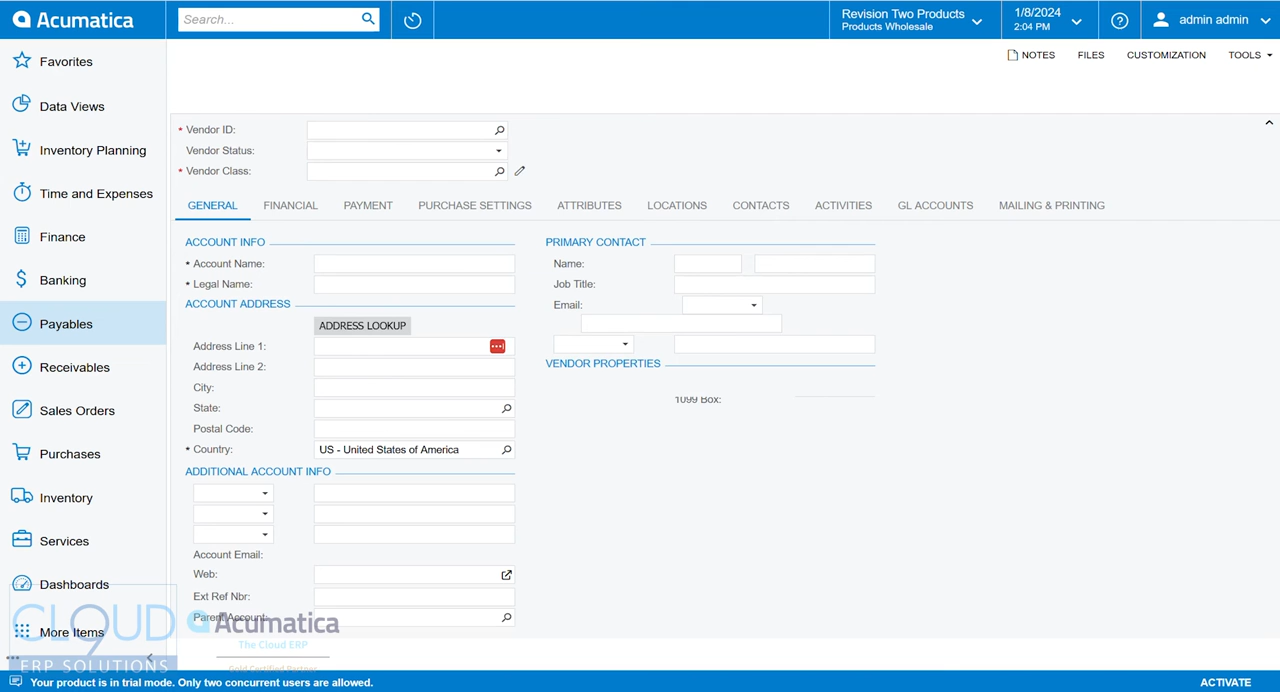 Acumatica
Search...
Revision Two Products
Products Wholesale
1/8/2024
2:04 PM
admin admin
NOTES FILES CUSTOMIZATION TOOLS
Favorites
Data Views
Inventory Planning
Time and Expenses
Finance
Banking
Payables
Receivables
Sales Orders
Purchases
Inventory
Services
Dashboards
More Items
* Vendor ID:
Vendor Status:
* Vendor Class:
GENERAL FINANCIAL PAYMENT PURCHASE SETTINGS ATTRIBUTES LOCATIONS CONTACTS ACTIVITIES GL ACCOUNTS MAILING & PRINTING
ACCOUNT INFO
* Account Name:
* Legal Name:
ACCOUNT ADDRESS
ADDRESS LOOKUP
Address Line 1:
Address Line 2:
City:
State:
Postal Code:
* Country: US - United States of America
ADDITIONAL ACCOUNT INFO
Account Email:
Web:
Ext Ref Nbr:
Parent Account:
PRIMARY CONTACT
Name:
Job Title:
Email:
VENDOR PROPERTIES
1099 Box:
CLOUD9
ERP SOLUTIONS
Acumatica
The Cloud ERP
Gold Certified Partner
Your product is in trial mode. Only two concurrent users are allowed.
ACTIVATE